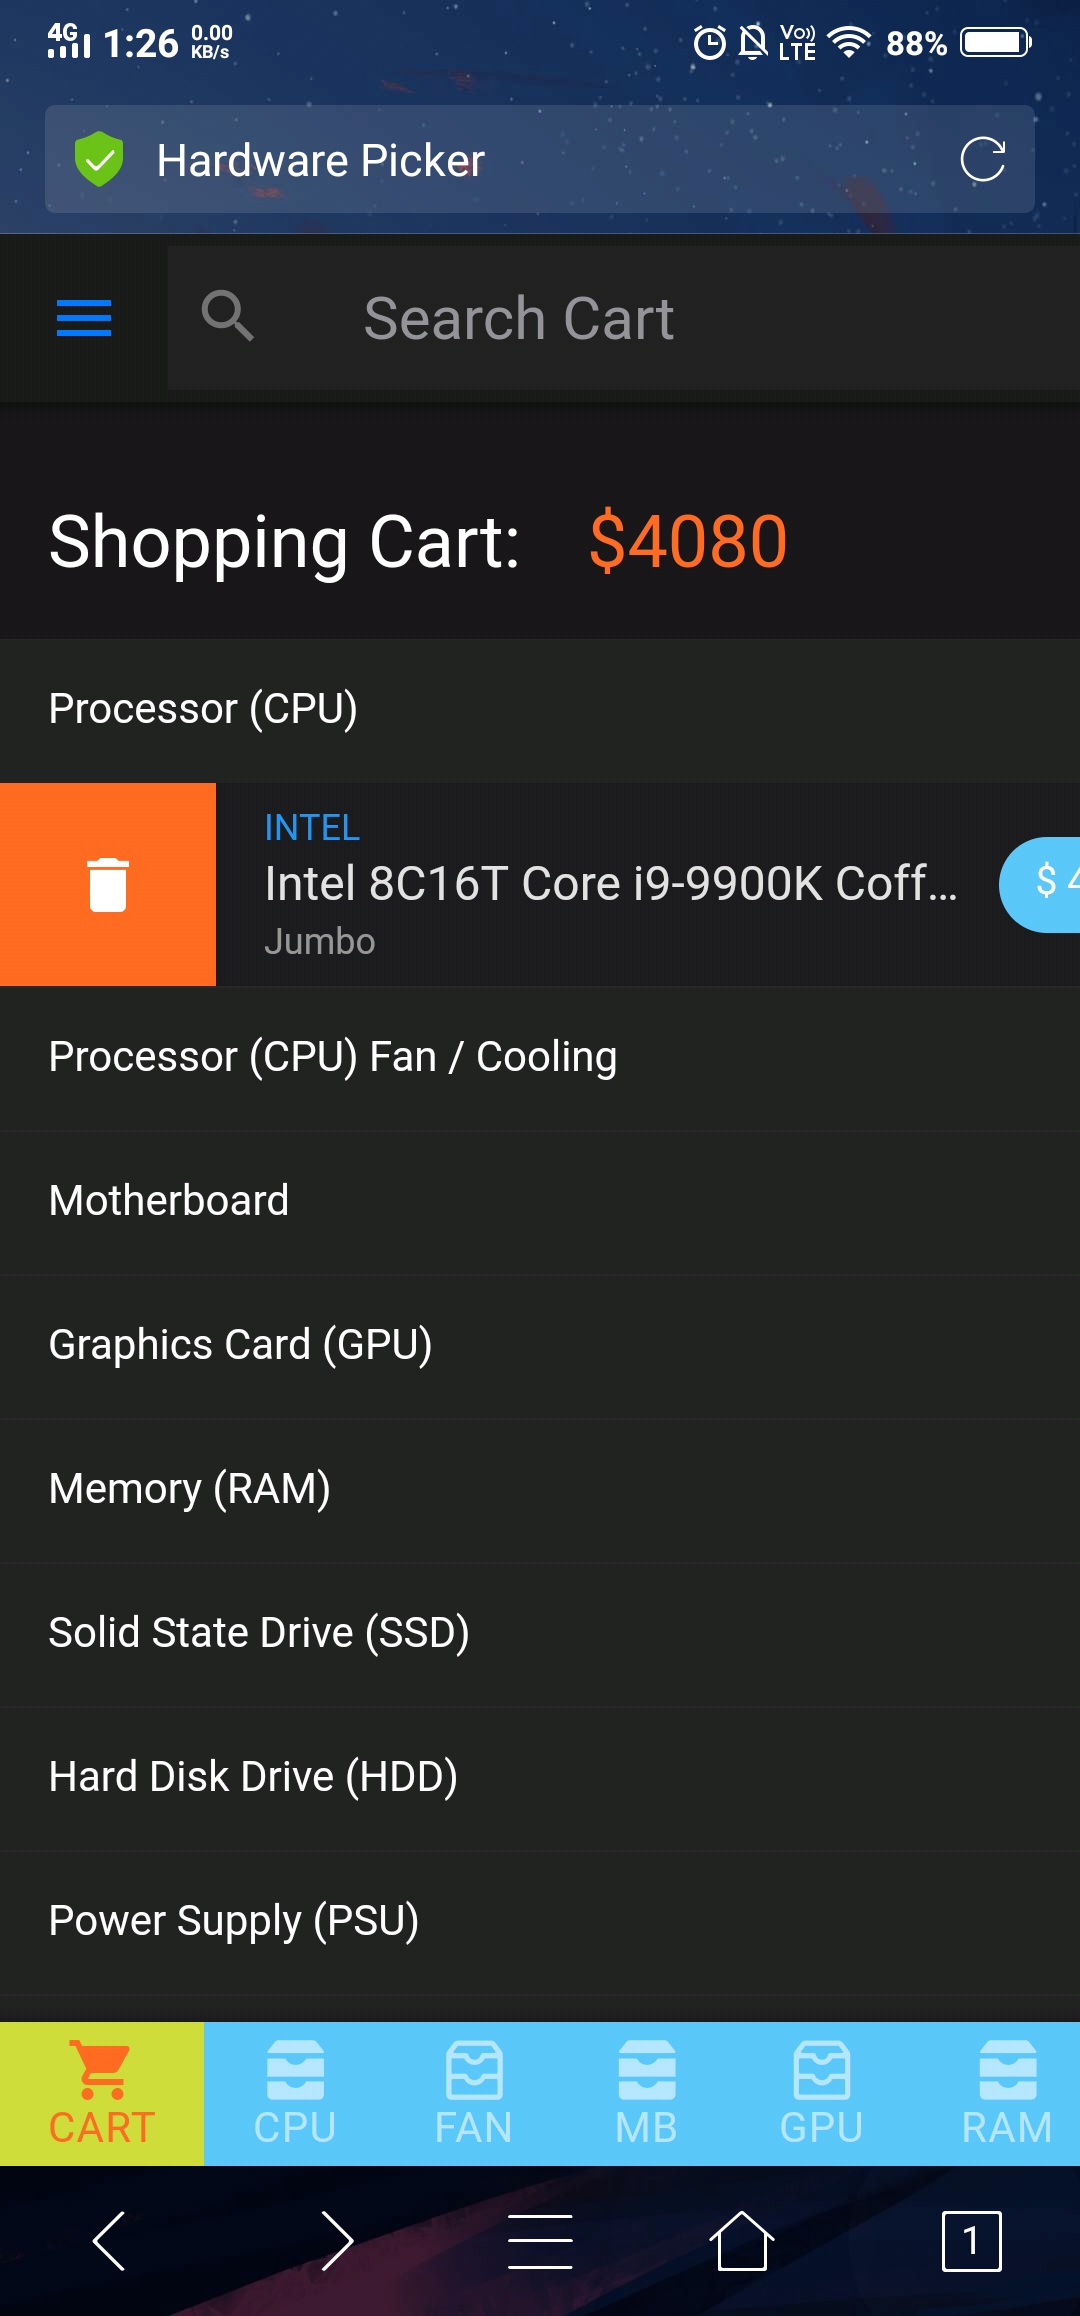 4G 1:26 0.00 KB/s Vo)) LTE 88%
Hardware Picker
Search Cart
Shopping Cart: $4080
Processor (CPU)
INTEL
Intel 8C16T Core i9-9900K Coff...
$ 4
Jumbo
Processor (CPU) Fan / Cooling
Motherboard
Graphics Card (GPU)
Memory (RAM)
Solid State Drive (SSD)
Hard Disk Drive (HDD)
Power Supply (PSU)
CART CPU FAN MB GPU RAM
1